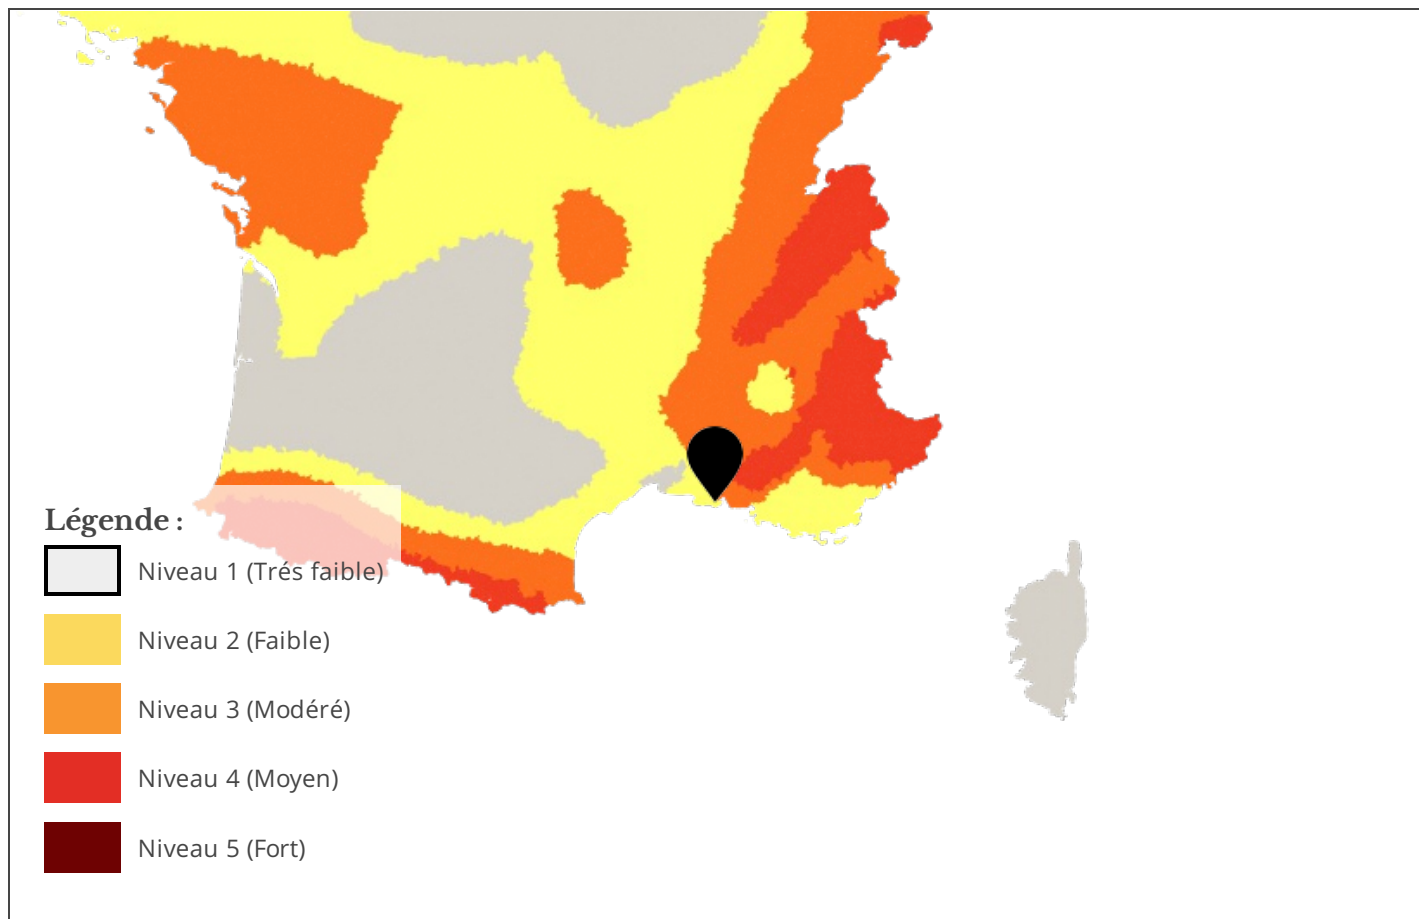 Légende :
Niveau 1 (Trés faible)
Niveau 2 (Faible)
Niveau 3 (Modéré)
Niveau 4 (Moyen)
Niveau 5 (Fort)